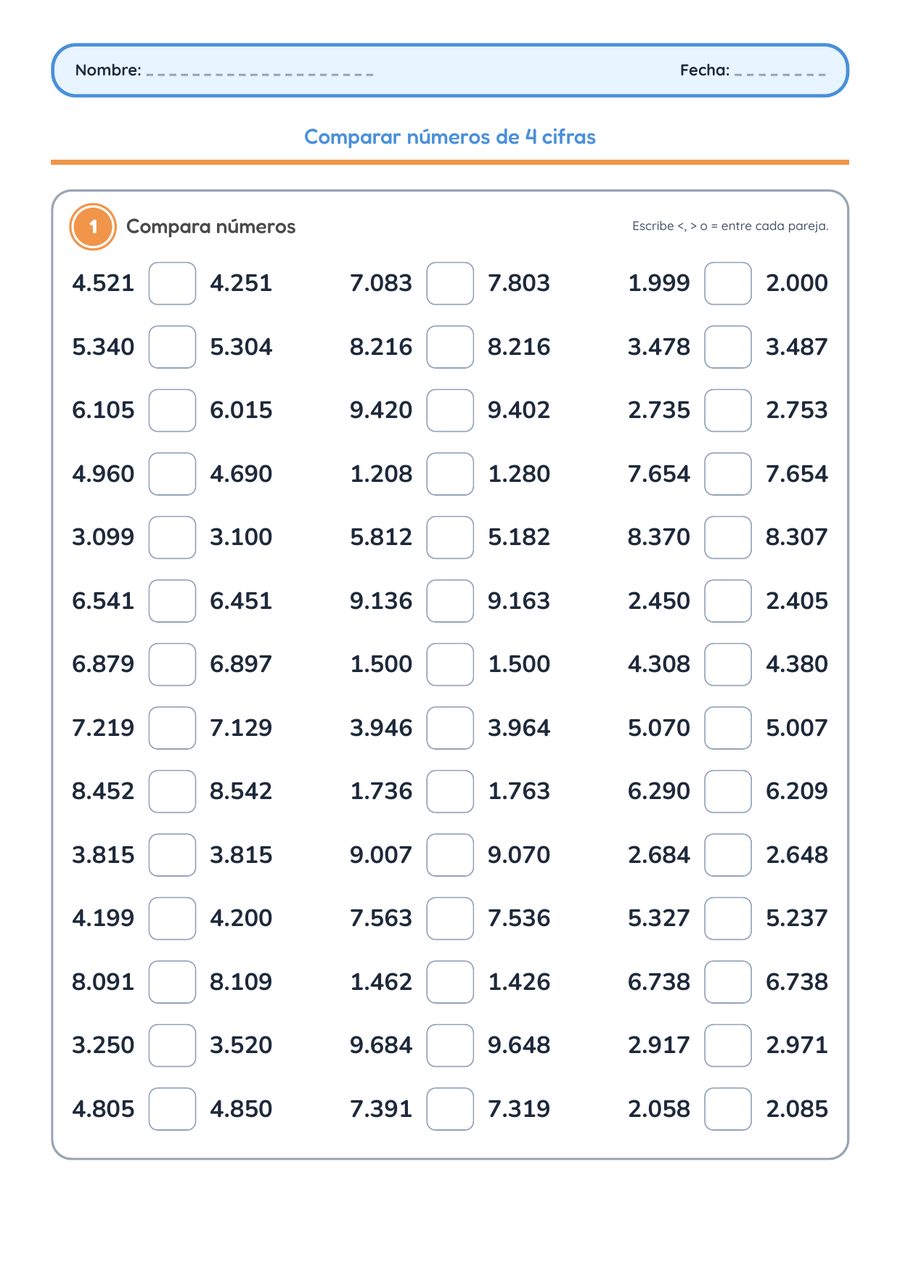 Nombre: Fecha:
Comparar números de 4 cifras
1 Compara números Escribe <, > o = entre cada pareja.
4.521 4.251 7.083 7.803 1.999 2.000
5.340 5.304 8.216 8.216 3.478 3.487
6.105 6.015 9.420 9.402 2.735 2.753
4.960 4.690 1.208 1.280 7.654 7.654
3.099 3.100 5.812 5.182 8.370 8.307
6.541 6.451 9.136 9.163 2.450 2.405
6.879 6.897 1.500 1.500 4.308 4.380
7.219 7.129 3.946 3.964 5.070 5.007
8.452 8.542 1.736 1.763 6.290 6.209
3.815 3.815 9.007 9.070 2.684 2.648
4.199 4.200 7.563 7.536 5.327 5.237
8.091 8.109 1.462 1.426 6.738 6.738
3.250 3.520 9.684 9.648 2.917 2.971
4.805 4.850 7.391 7.319 2.058 2.085